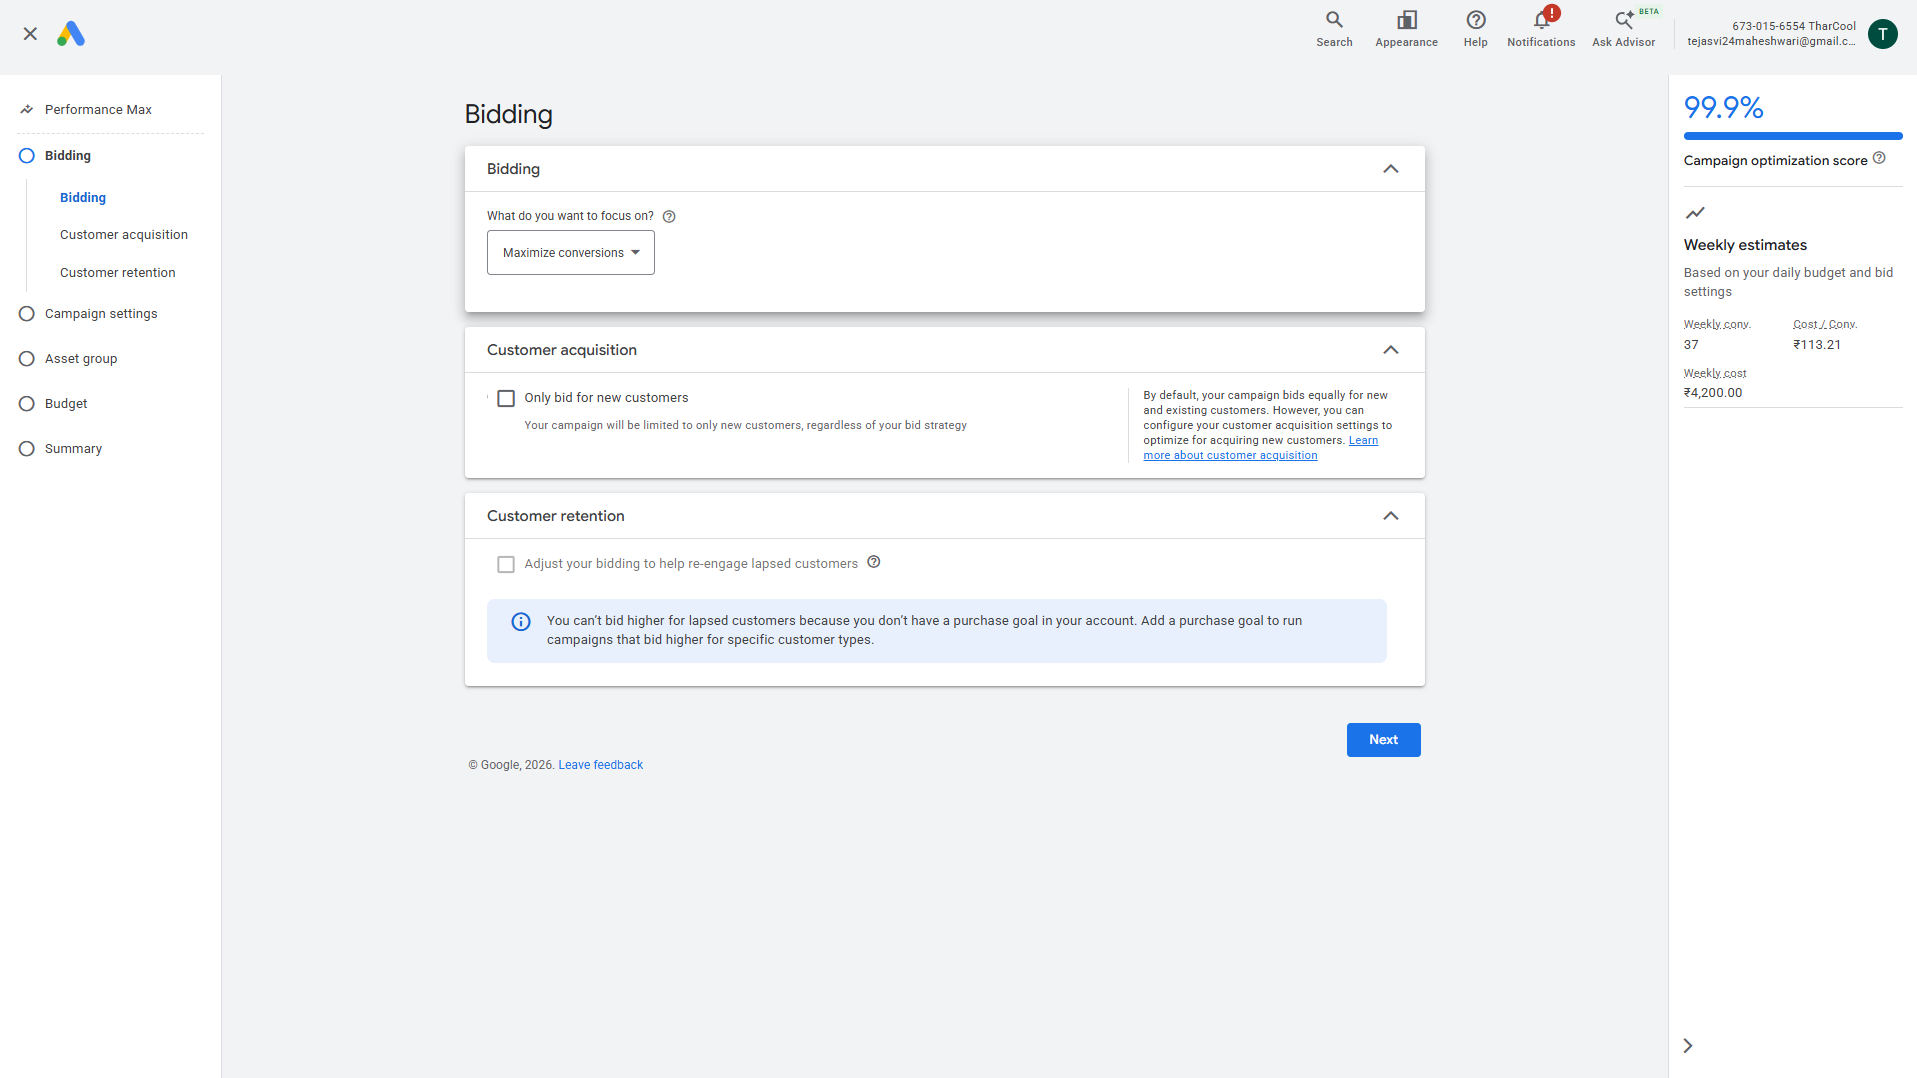 Search
Appearance
Help
Notifications
!
Ask Advisor
BETA
673-015-6554 TharCool
tejasvi24maheshwari@gmail.c...
T
Performance Max
Bidding
Bidding
Customer acquisition
Customer retention
Campaign settings
Asset group
Budget
Summary
Bidding
Bidding
What do you want to focus on?
Maximize conversions
Customer acquisition
Only bid for new customers
Your campaign will be limited to only new customers, regardless of your bid strategy
By default, your campaign bids equally for new
and existing customers. However, you can
configure your customer acquisition settings to
optimize for acquiring new customers. Learn
more about customer acquisition
Customer retention
Adjust your bidding to help re-engage lapsed customers
You can't bid higher for lapsed customers because you don't have a purchase goal in your account. Add a purchase goal to run
campaigns that bid higher for specific customer types.
Next
© Google, 2026. Leave feedback
99.9%
Campaign optimization score
Weekly estimates
Based on your daily budget and bid
settings
Weekly conv.
Cost / Conv.
37
₹113.21
Weekly cost
₹4,200.00